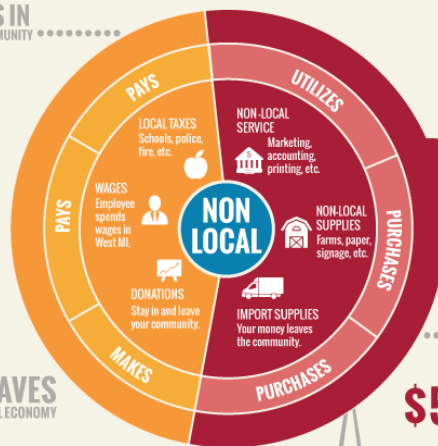 S IN
MUNITY
PAYS
UTILIZES
LOCAL TAXES
Schools, police,
fire, etc.
NON-LOCAL
SERVICE
Marketing,
accounting,
printing, etc.
$
PAYS
WAGES
Employee
spends
wages in
West MI.
NON
LOCAL
NON-LOCAL
SUPPLIES
Farms, paper,
signage, etc.
PURCHASES
DONATIONS
Stay in and leave
your community.
IMPORT SUPPLIES
Your money leaves
the community.
MAKES
PURCHASES
AVES
L ECONOMY
$5